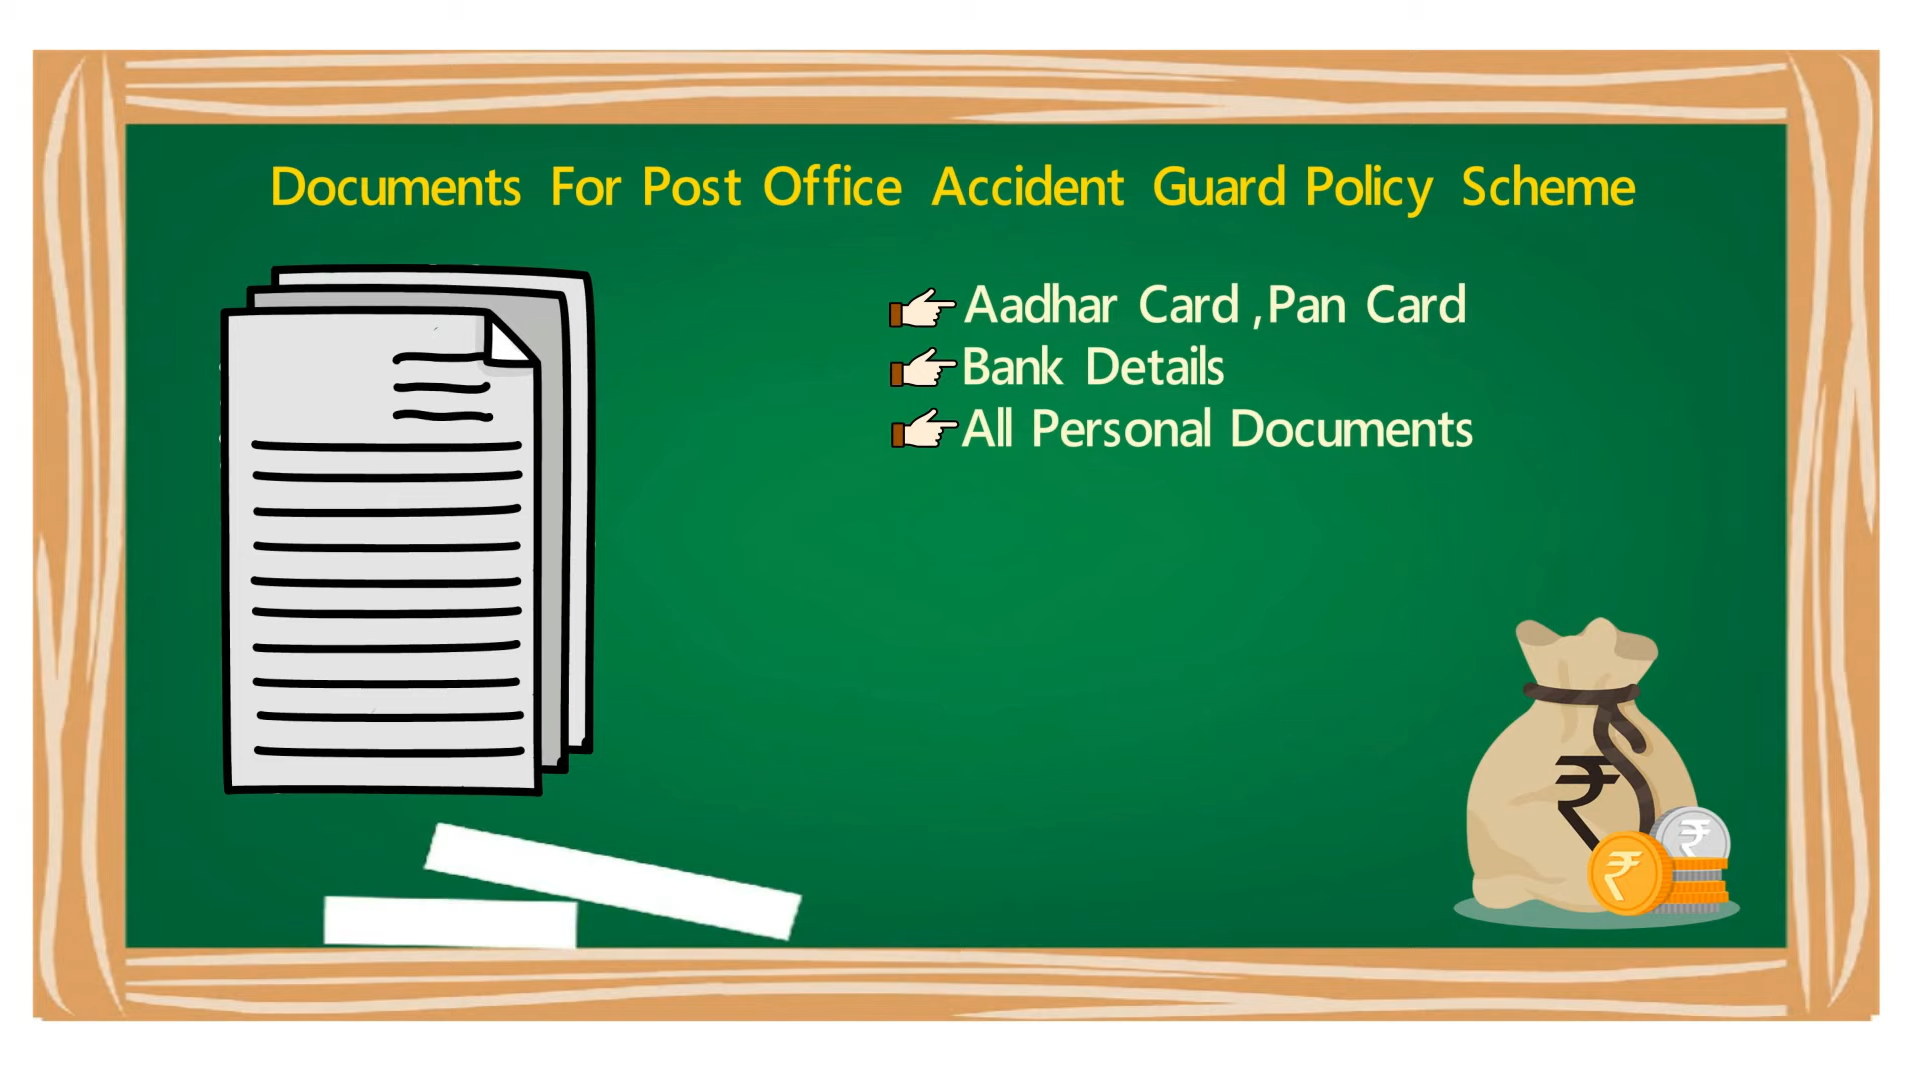 Documents For Post Office Accident Guard Policy Scheme
Aadhar Card ,Pan Card
Bank Details
All Personal Documents
₹
₹
₹